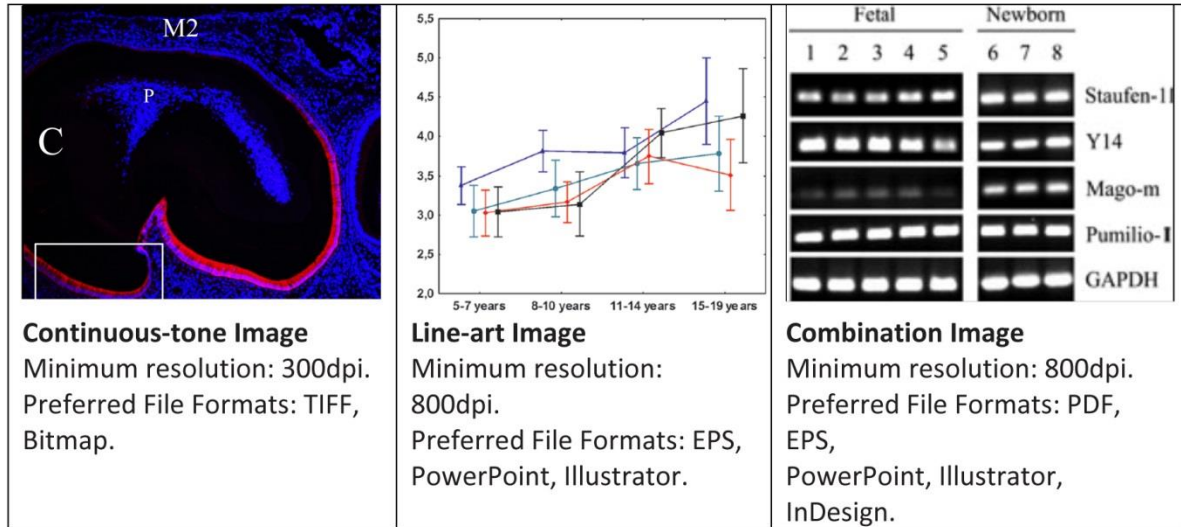 M2
P
C
5,5
5,0
4,5
4,0
3,5
3,0
2,5
2,0
5-7 years 8-10 years 11-14 years 15-19 years
Fetal Newborn
1 2 3 4 5 6 7 8
Staufen-1l
Y14
Mago-m
Pumilio-I
GAPDH
Continuous-tone Image
Minimum resolution: 300dpi.
Preferred File Formats: TIFF,
Bitmap.
Line-art Image
Minimum resolution:
800dpi.
Preferred File Formats: EPS,
PowerPoint, Illustrator.
Combination Image
Minimum resolution: 800dpi.
Preferred File Formats: PDF,
EPS,
PowerPoint, Illustrator,
InDesign.